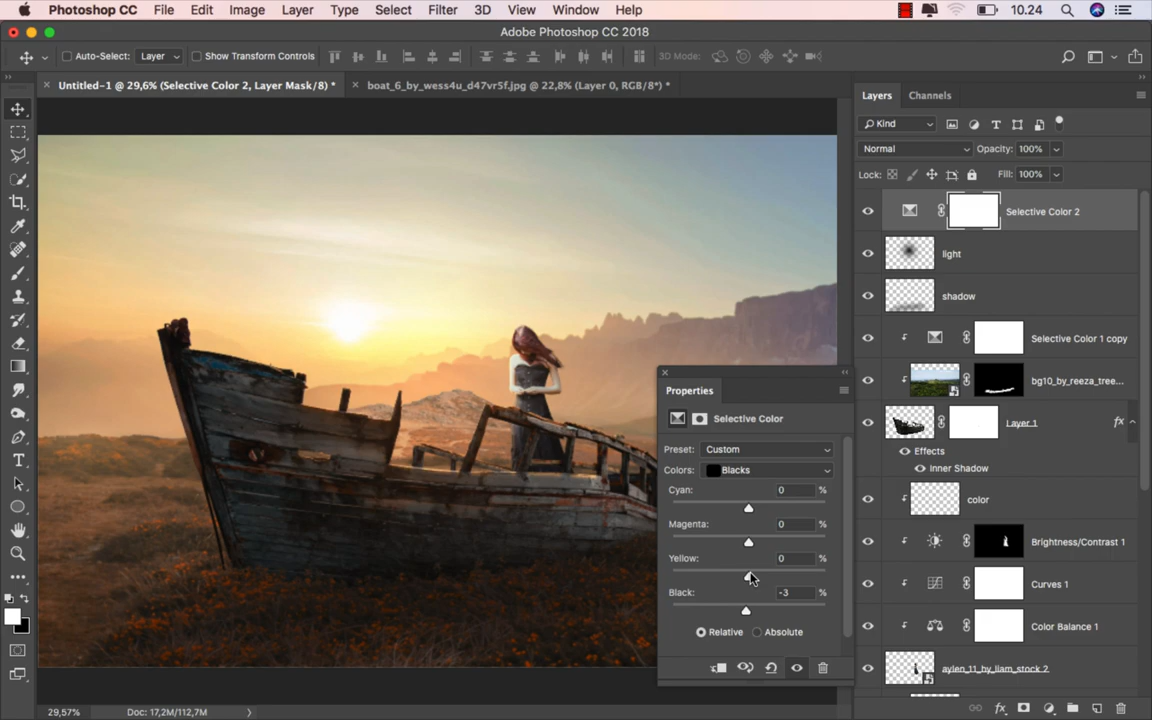 Photoshop CC File Edit Image Layer Type Select Filter 3D View Window Help 10.24
Adobe Photoshop CC 2018
Auto-Select: Layer Show Transform Controls 3D Mode:
Untitled-1 @ 29,6% (Selective Color 2, Layer Mask/8) * boat_6_by_wess4u_d47vr5f.jpg @ 22,8% (Layer 0, RGB/8*) *
Layers Channels
Kind
Normal Opacity: 100%
Lock: Fill: 100%
Selective Color 2
light
shadow
Selective Color 1 copy
bg10_by_reeza_tree...
Layer 1 fx
Effects
Inner Shadow
color
Brightness/Contrast 1
Curves 1
Color Balance 1
aylen_11_by_liam_stock 2
Properties
Selective Color
Preset: Custom
Colors: Blacks
Cyan: 0 %
Magenta: 0 %
Yellow: 0 %
Black: -3 %
Relative Absolute
29,57% Doc: 17,2M/112,7M
fx